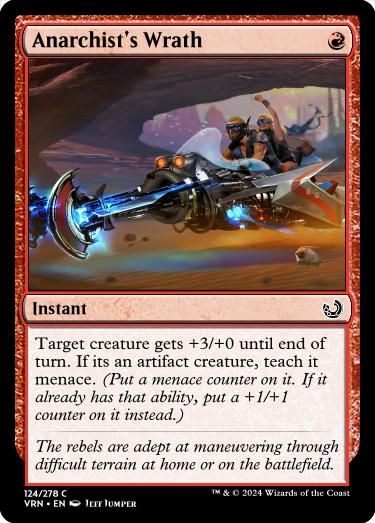 Anarchist's Wrath
Instant
Target creature gets +3/+0 until end of
turn. If its an artifact creature, teach it
menace. (Put a menace counter on it. If it
already has that ability, put a +1/+1
counter on it instead.)
The rebels are adept at maneuvering through
difficult terrain at home or on the battlefield.
124/278 C
VRN • EN Jeff Jumper
™ & © 2024 Wizards of the Coast